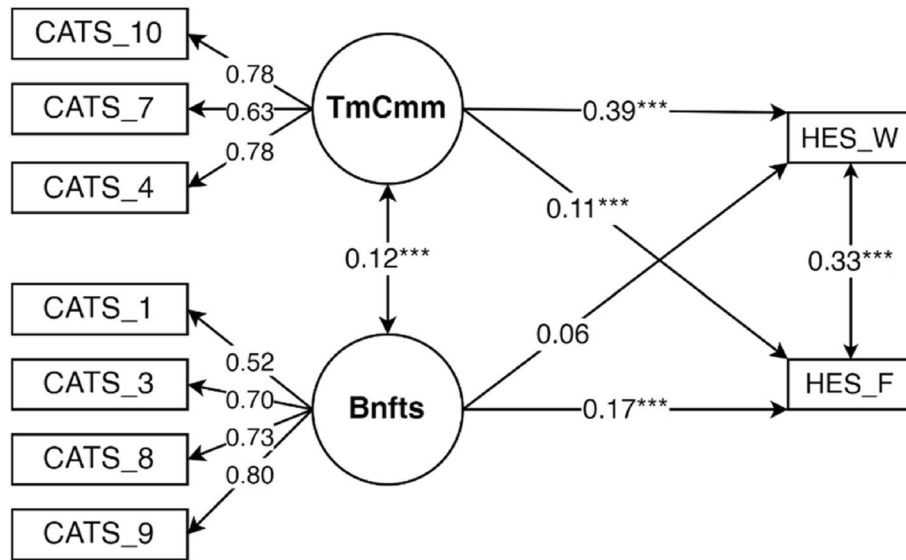 CATS_10
0.78
CATS_7
0.63
CATS_4
0.78
TmCmm
0.39***
HES_W
0.11***
0.12***
0.33***
CATS_1
0.52
CATS_3
0.70
CATS_8
0.73
CATS_9
0.80
Bnfts
0.06
0.17***
HES_F